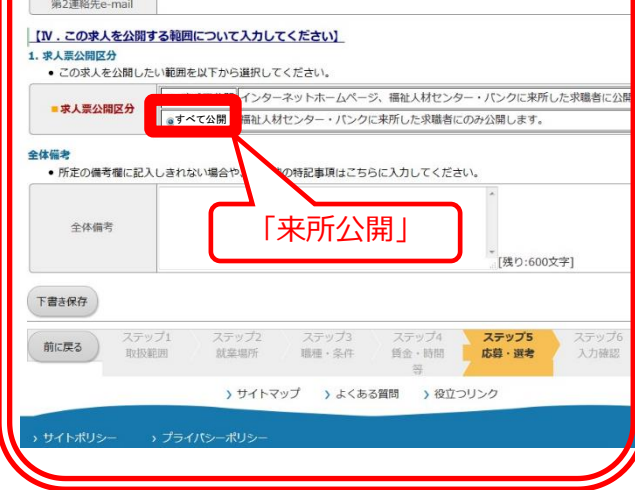 第2連絡先e-mail
【Ⅳ．この求人を公開する範囲について入力してください】
1. 求人票公開区分
• この求人を公開したい範囲を以下から選択してください。
■求人票公開区分
インターネットホームページ、福祉人材センター・バンクに来所した求職者に公開
すべて公開 福祉人材センター・バンクに来所した求職者にのみ公開します。
全体備考
• 所定の備考欄に記入しきれない場合や、の特記事項はこちらに入力してください。
「来所公開」
全体備考
[残り:600文字]
下書き保存
前に戻る
ステップ1 取扱範囲
ステップ2 就業場所
ステップ3 職種・条件
ステップ4 賃金・時間等
ステップ5 応募・選考
ステップ6 入力確認
› サイトマップ › よくある質問 › 役立つリンク
› サイトポリシー › プライバシーポリシー